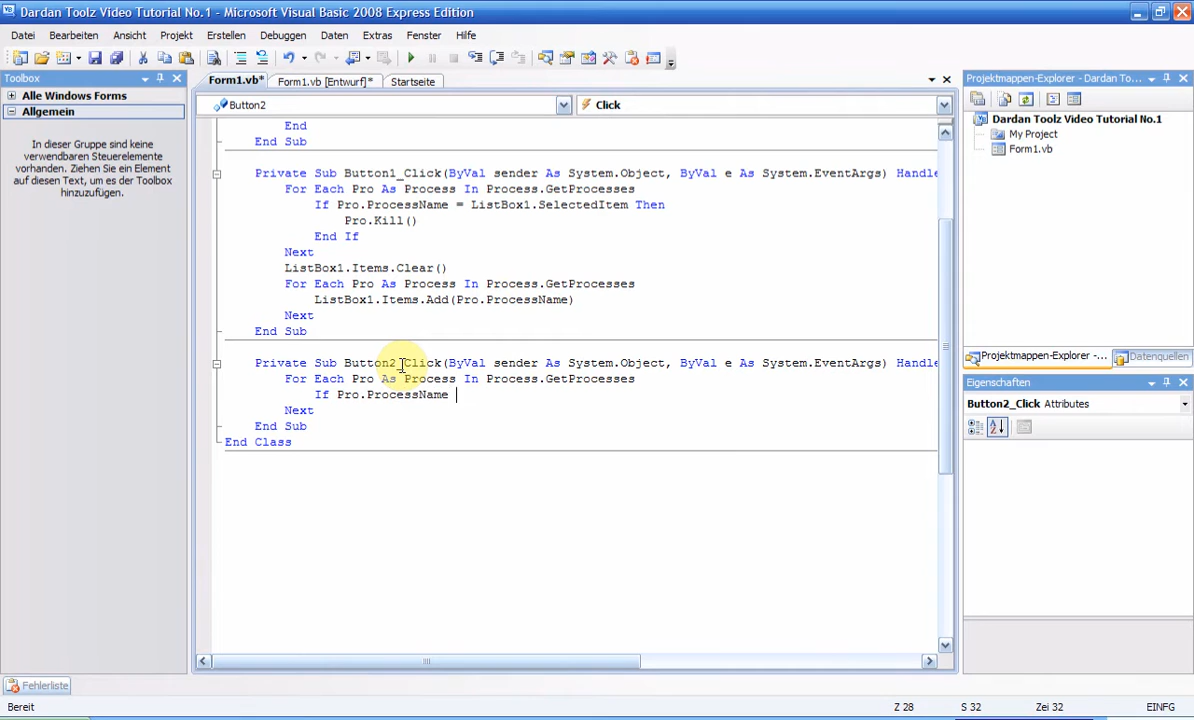 Dardan Toolz Video Tutorial No.1 - Microsoft Visual Basic 2008 Express Edition
Datei Bearbeiten Ansicht Projekt Erstellen Debuggen Daten Extras Fenster Hilfe
Toolbox
Alle Windows Forms
Allgemein
In dieser Gruppe sind keine
verwendbaren Steuerelemente
vorhanden. Ziehen Sie ein Element
auf diesen Text, um es der Toolbox
hinzuzufügen.
Form1.vb* Form1.vb [Entwurf]* Startseite
Button2 Click
End
End Sub
Private Sub Button1_Click(ByVal sender As System.Object, ByVal e As System.EventArgs) Handle
For Each Pro As Process In Process.GetProcesses
If Pro.ProcessName = ListBox1.SelectedItem Then
Pro.Kill()
End If
Next
ListBox1.Items.Clear()
For Each Pro As Process In Process.GetProcesses
ListBox1.Items.Add(Pro.ProcessName)
Next
End Sub
Private Sub Button2_Click(ByVal sender As System.Object, ByVal e As System.EventArgs) Handle
For Each Pro As Process In Process.GetProcesses
If Pro.ProcessName
Next
End Sub
End Class
Projektmappen-Explorer - Dardan To...
Dardan Toolz Video Tutorial No.1
My Project
Form1.vb
Projektmappen-Explorer -... Datenquellen
Eigenschaften
Button2_Click Attributes
Fehlerliste
Bereit Z 28 S 32 Zei 32 EINFG